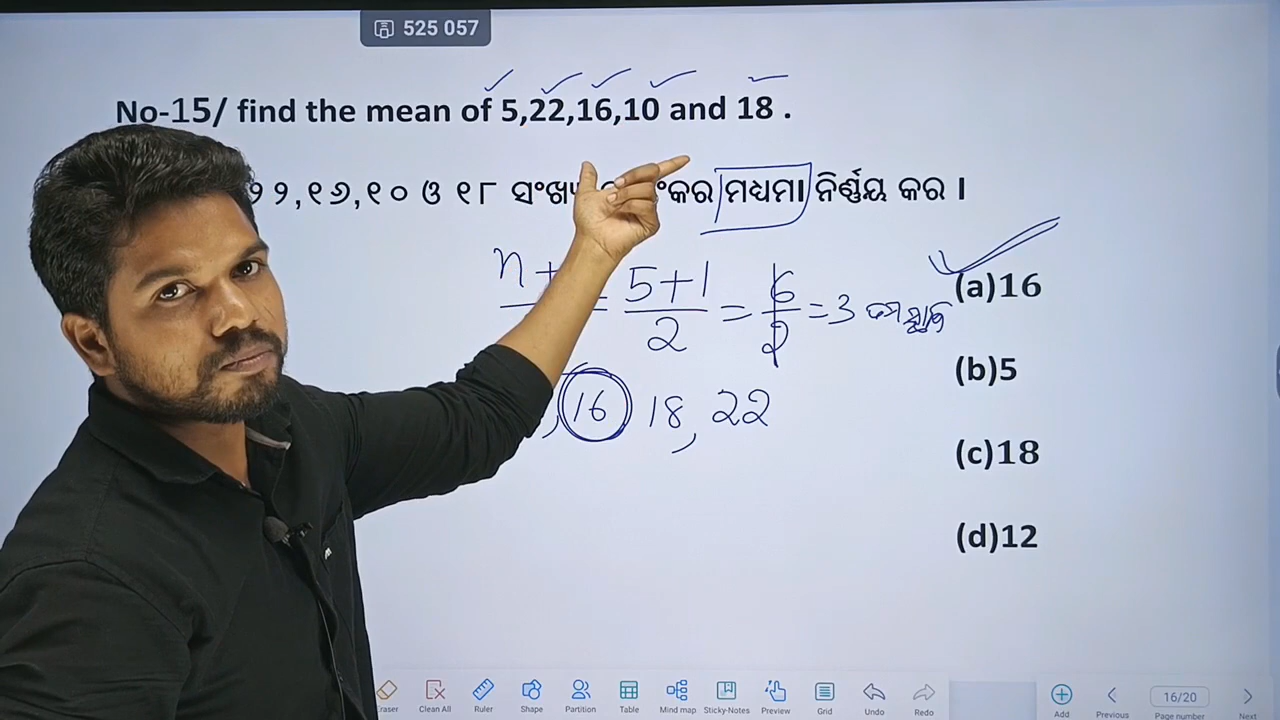 525 057
No-15/ find the mean of 5,22,16,10 and 18 .
୨୨,୧୬,୧୦ ଓ ୧୮ ମଧ୍ୟମା ନିର୍ଣ୍ଣୟ କର ।
n+ = 5+1/2 = 6/2 = 3
, 16 18, 22
(a)16
(b)5
(c)18
(d)12
Eraser Clean All Ruler Shape Partition Table Mind map Sticky-Notes Preview Grid Undo Redo Add Previous 16/20 Page number Next